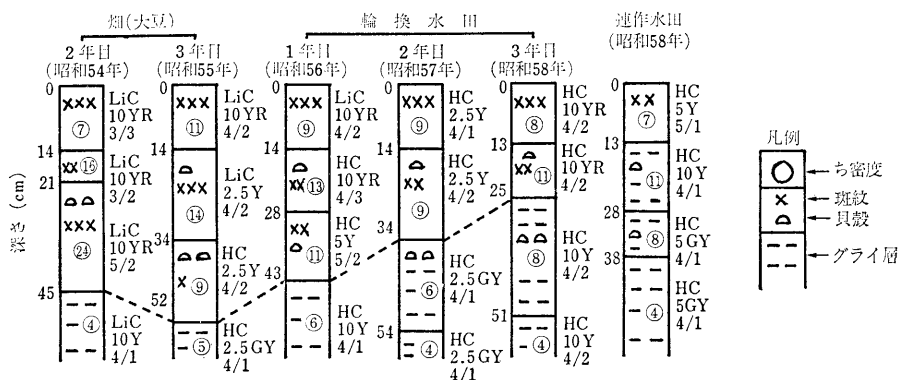 畑(大豆)
輪換水田
連作水田
(昭和58年)
2年目
(昭和54年)
3年目
(昭和55年)
1年目
(昭和56年)
2年目
(昭和57年)
3年目
(昭和58年)
深さ (cm)
0
14
21
45
⑦
⑯
㉔
④
LiC
10YR
3/3
LiC
10YR
3/2
LiC
10YR
5/2
LiC
10Y
4/1
0
14
34
52
⑪
⑭
⑨
⑤
LiC
10YR
4/2
LiC
2.5Y
4/2
HC
2.5Y
4/2
HC
2.5GY
4/1
0
14
28
43
⑨
⑬
⑪
⑥
LiC
10YR
4/2
HC
10YR
4/3
HC
5Y
5/2
HC
10Y
4/1
0
14
34
54
⑨
⑨
⑥
④
HC
2.5Y
4/1
HC
2.5Y
4/2
HC
2.5GY
4/1
HC
2.5GY
4/1
0
13
25
51
⑧
⑪
⑧
④
HC
10YR
4/2
HC
10YR
4/2
HC
10Y
4/2
HC
10Y
4/2
0
13
28
38
⑦
⑪
⑧
④
HC
5Y
5/1
HC
10Y
4/1
HC
5GY
4/1
HC
5GY
4/1
凡例
ち密度
斑紋
貝殻
グライ層